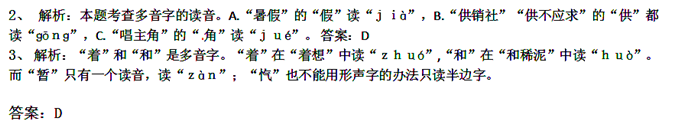 2、 解析：本题考查多音字的读音。A.“暑假”的“假”读“ｊｉà”，B.“供销社”“供不应求”的“供”都
读“gōng”，C.“唱主角”的“.角”读“ｊｕé”。 答案：D
3、 解析：“着”和“和”是多音字。“着”在“着想”中读“ｚｈｕó”,“和”在“和稀泥”中读“ｈｕò”。
而“暂”只有一个读音，读“ｚàｎ”；“忾”也不能用形声字的办法只读半边字。
答案：D